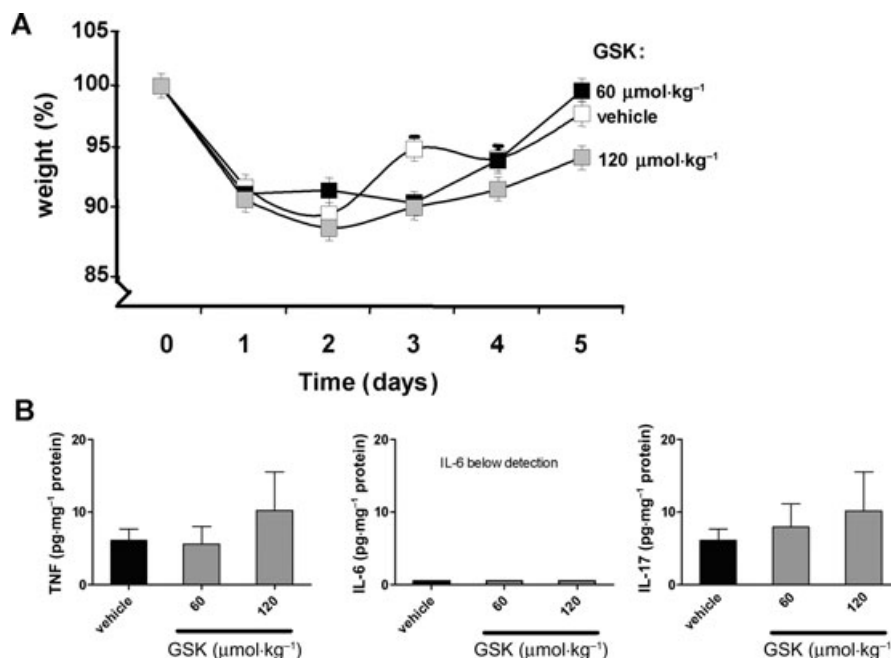 A
GSK:
105
100
95
90
85
weight (%)
60 μmol·kg⁻¹
vehicle
120 μmol·kg⁻¹
0 1 2 3 4 5
Time (days)
B
20
10
0
TNF (pg·mg⁻¹ protein)
vehicle 60 120
GSK (μmol·kg⁻¹)
20
10
0
IL-6 (pg·mg⁻¹ protein)
IL-6 below detection
vehicle 60 120
GSK (μmol·kg⁻¹)
20
10
0
IL-17 (pg·mg⁻¹ protein)
vehicle 60 120
GSK (μmol·kg⁻¹)